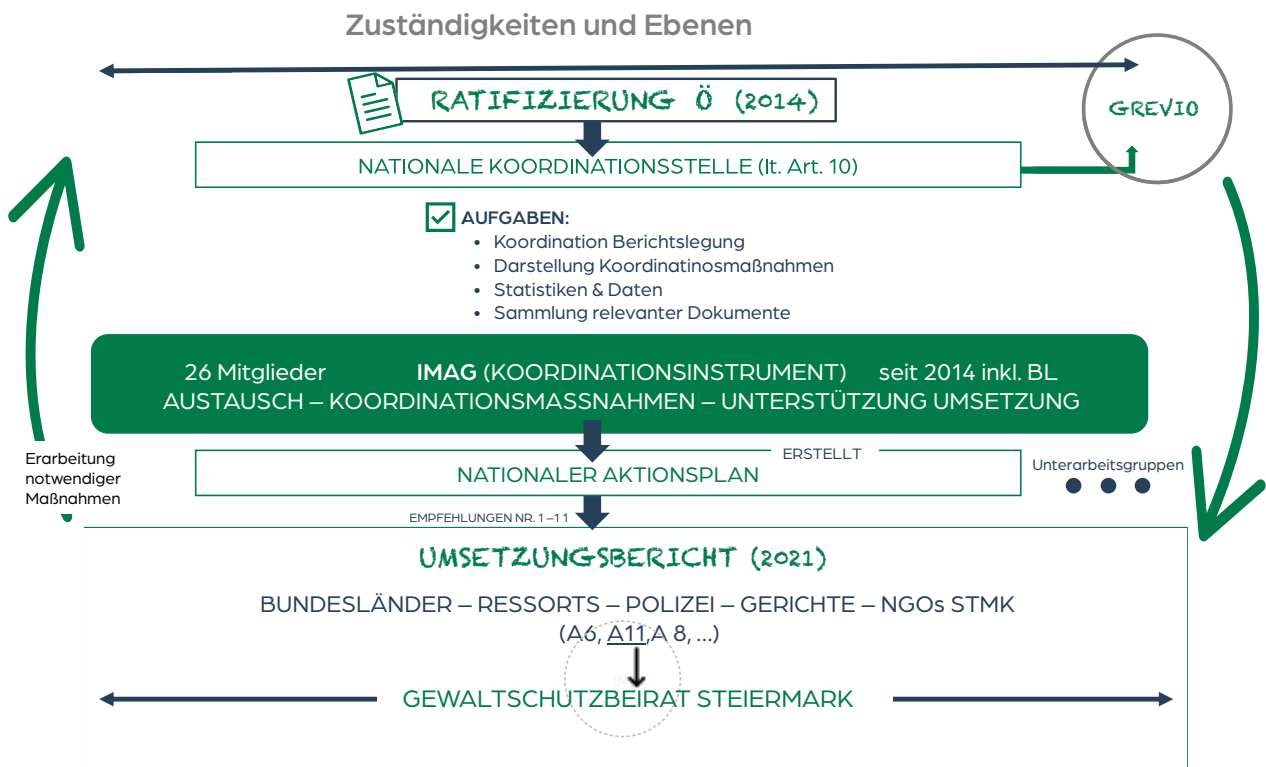 Zuständigkeiten und Ebenen
RATIFIZIERUNG Ö (2014)
GREVIO
NATIONALE KOORDINATIONSSTELLE (lt. Art. 10)
AUFGABEN:
• Koordination Berichtslegung
• Darstellung Koordinatinosmaßnahmen
• Statistiken & Daten
• Sammlung relevanter Dokumente
26 Mitglieder IMAG (KOORDINATIONSINSTRUMENT) seit 2014 inkl. BL
AUSTAUSCH – KOORDINATIONSMASSNAHMEN – UNTERSTÜTZUNG UMSETZUNG
Erarbeitung
notwendiger
Maßnahmen
ERSTELLT
NATIONALER AKTIONSPLAN
Unterarbeitsgruppen
EMPFEHLUNGEN NR. 1 –11
UMSETZUNGSBERICHT (2021)
BUNDESLÄNDER – RESSORTS – POLIZEI – GERICHTE – NGOs STMK
(A6, A11,A 8, ...)
GEWALTSCHUTZBEIRAT STEIERMARK